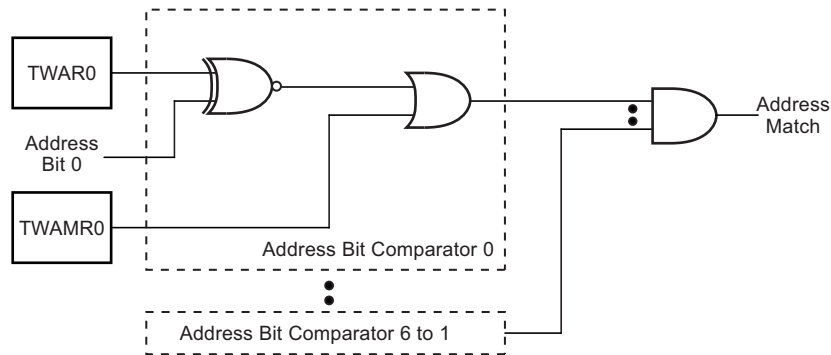 TWAR0
Address
Bit 0
TWAMR0
Address Bit Comparator 0
Address Bit Comparator 6 to 1
Address
Match